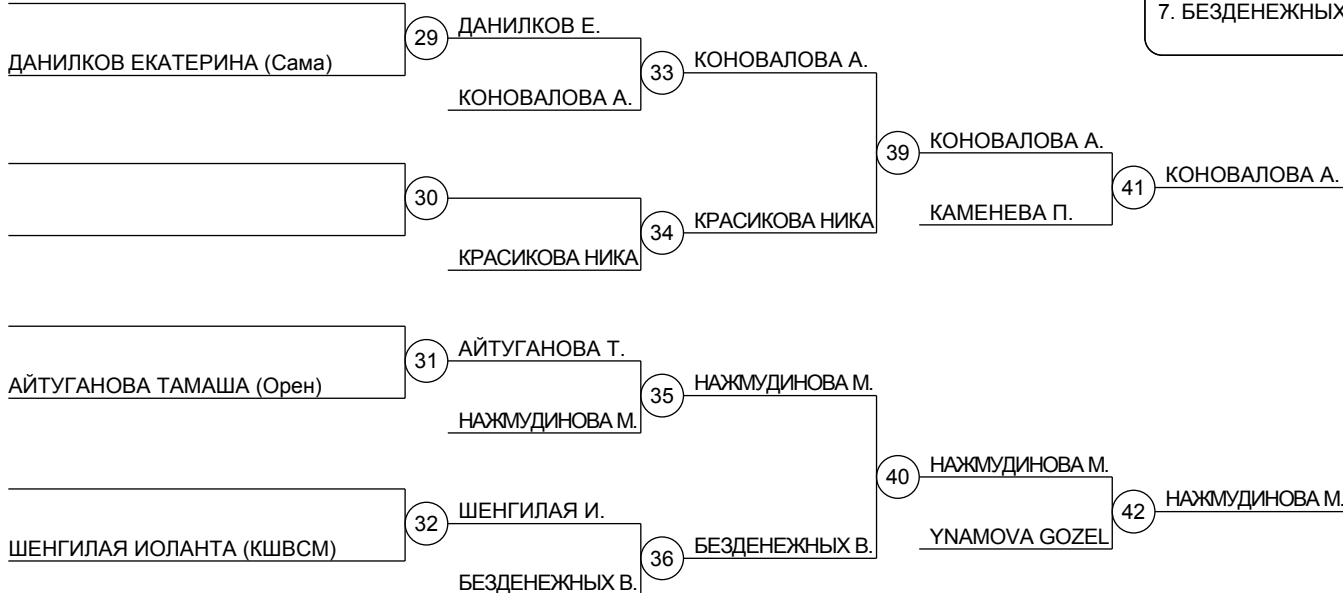 7. БЕЗДЕНЕЖНЫХ
ДАНИЛКОВ ЕКАТЕРИНА (Сама)
29
ДАНИЛКОВ Е.
КОНОВАЛОВА А.
33
КОНОВАЛОВА А.
30
КРАСИКОВА НИКА
34
КРАСИКОВА НИКА
39
КОНОВАЛОВА А.
КАМЕНЕВА П.
41
КОНОВАЛОВА А.
АЙТУГАНОВА ТАМАША (Орен)
31
АЙТУГАНОВА Т.
НАЖМУДИНОВА М.
35
НАЖМУДИНОВА М.
ШЕНГИЛАЯ ИОЛАНТА (КШВСМ)
32
ШЕНГИЛАЯ И.
БЕЗДЕНЕЖНЫХ В.
36
БЕЗДЕНЕЖНЫХ В.
40
НАЖМУДИНОВА М.
YNAMOVA GOZEL
42
НАЖМУДИНОВА М.